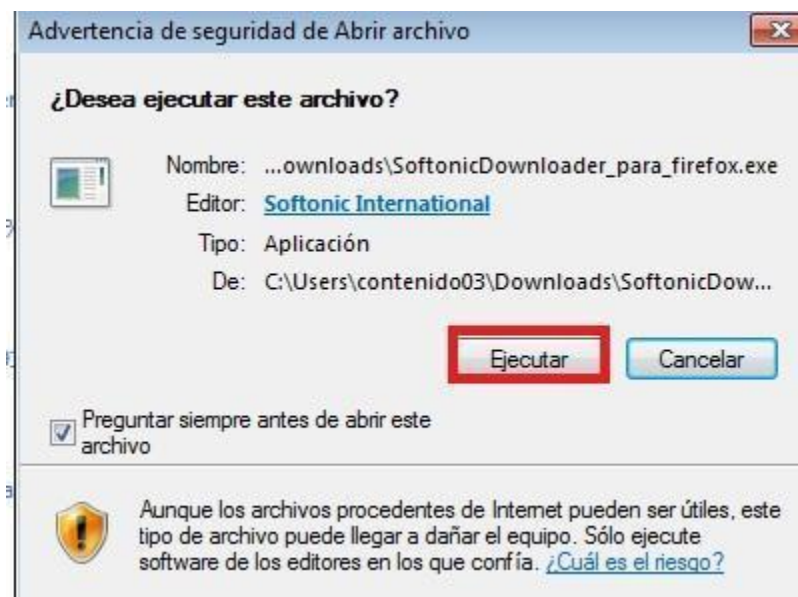 Advertencia de seguridad de Abrir archivo
¿Desea ejecutar este archivo?
Nombre: ...ownloads\SoftonicDownloader_para_firefox.exe
Editor: Softonic International
Tipo: Aplicación
De: C:\Users\contenido03\Downloads\SoftonicDow...
Ejecutar Cancelar
Preguntar siempre antes de abrir este
archivo
Aunque los archivos procedentes de Internet pueden ser útiles, este
tipo de archivo puede llegar a dañar el equipo. Sólo ejecute
software de los editores en los que confía. ¿Cuál es el riesgo?